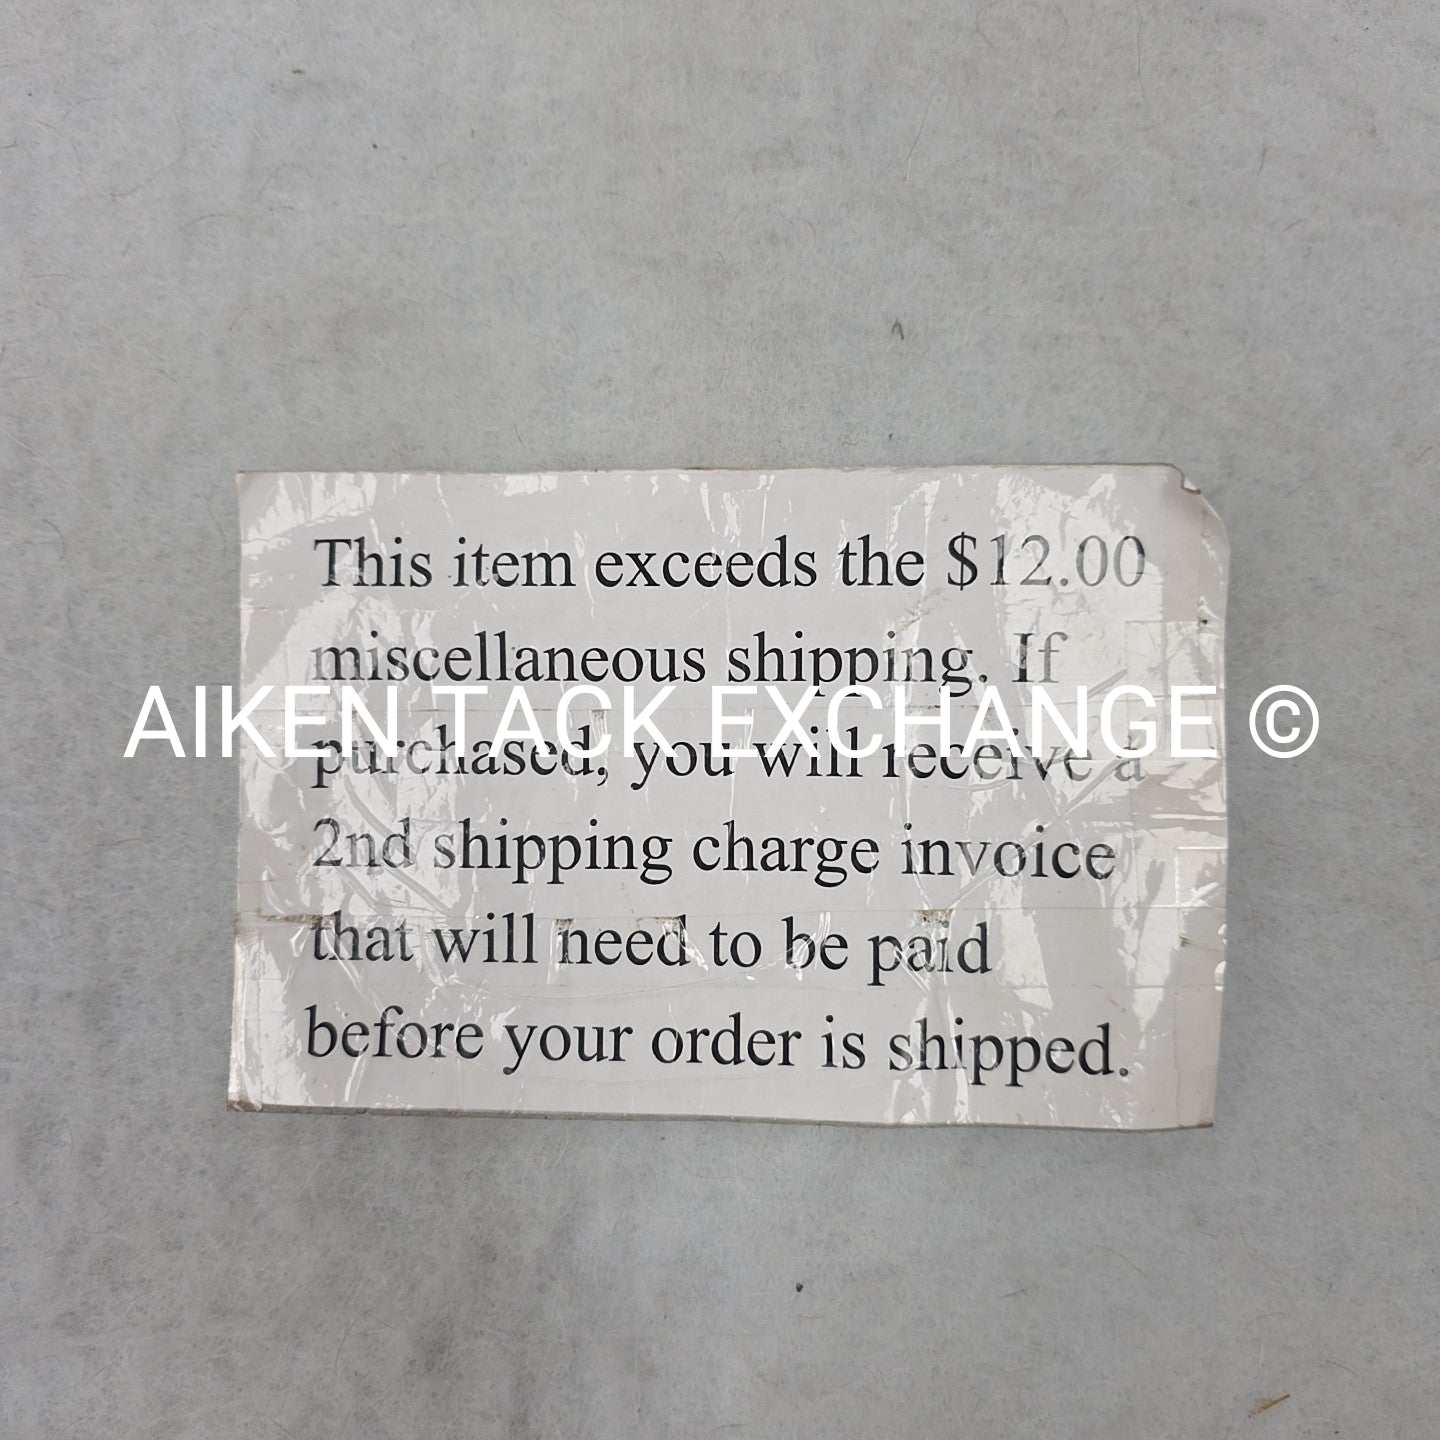 This item exceeds the $12.00
miscellaneous shipping. If
AIKEN TACK EXCHANGE ©
purchased, you will receive a
2nd shipping charge invoice
that will need to be paid
before your order is shipped.